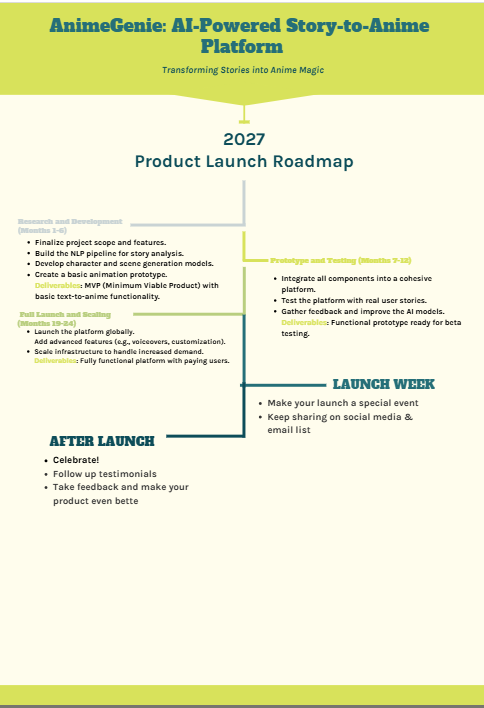 AnimeGenie: AI-Powered Story-to-Anime
Platform
Transforming Stories into Anime Magic
2027
Product Launch Roadmap
Research and Development
(Months 1-6)
• Finalize project scope and features.
• Build the NLP pipeline for story analysis.
• Develop character and scene generation models.
• Create a basic animation prototype.
Deliverables: MVP (Minimum Viable Product) with
basic text-to-anime functionality.
Prototype and Testing (Months 7-12)
• Integrate all components into a cohesive
platform.
• Test the platform with real user stories.
• Gather feedback and improve the AI models.
Deliverables: Functional prototype ready for beta
testing.
Full Launch and Scaling
(Months 19-24)
• Launch the platform globally.
Add advanced features (e.g., voiceovers, customization).
• Scale infrastructure to handle increased demand.
Deliverables: Fully functional platform with paying users.
LAUNCH WEEK
• Make your launch a special event
• Keep sharing on social media &
email list
AFTER LAUNCH
• Celebrate!
• Follow up testimonials
• Take feedback and make your
product even bette